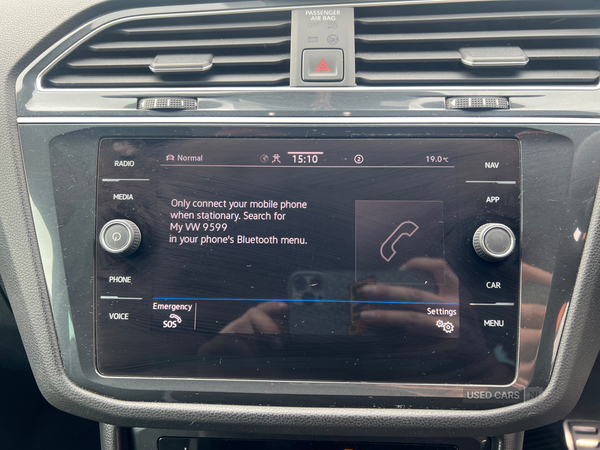 PASSENGER
AIR BAG
RADIO
MEDIA
PHONE
VOICE
Normal
15:10
2
19.0°C
Only connect your mobile phone
when stationary. Search for
My VW 9599
in your phone's Bluetooth menu.
Emergency
SOS
Settings
NAV
APP
CAR
MENU
USED CARS NI